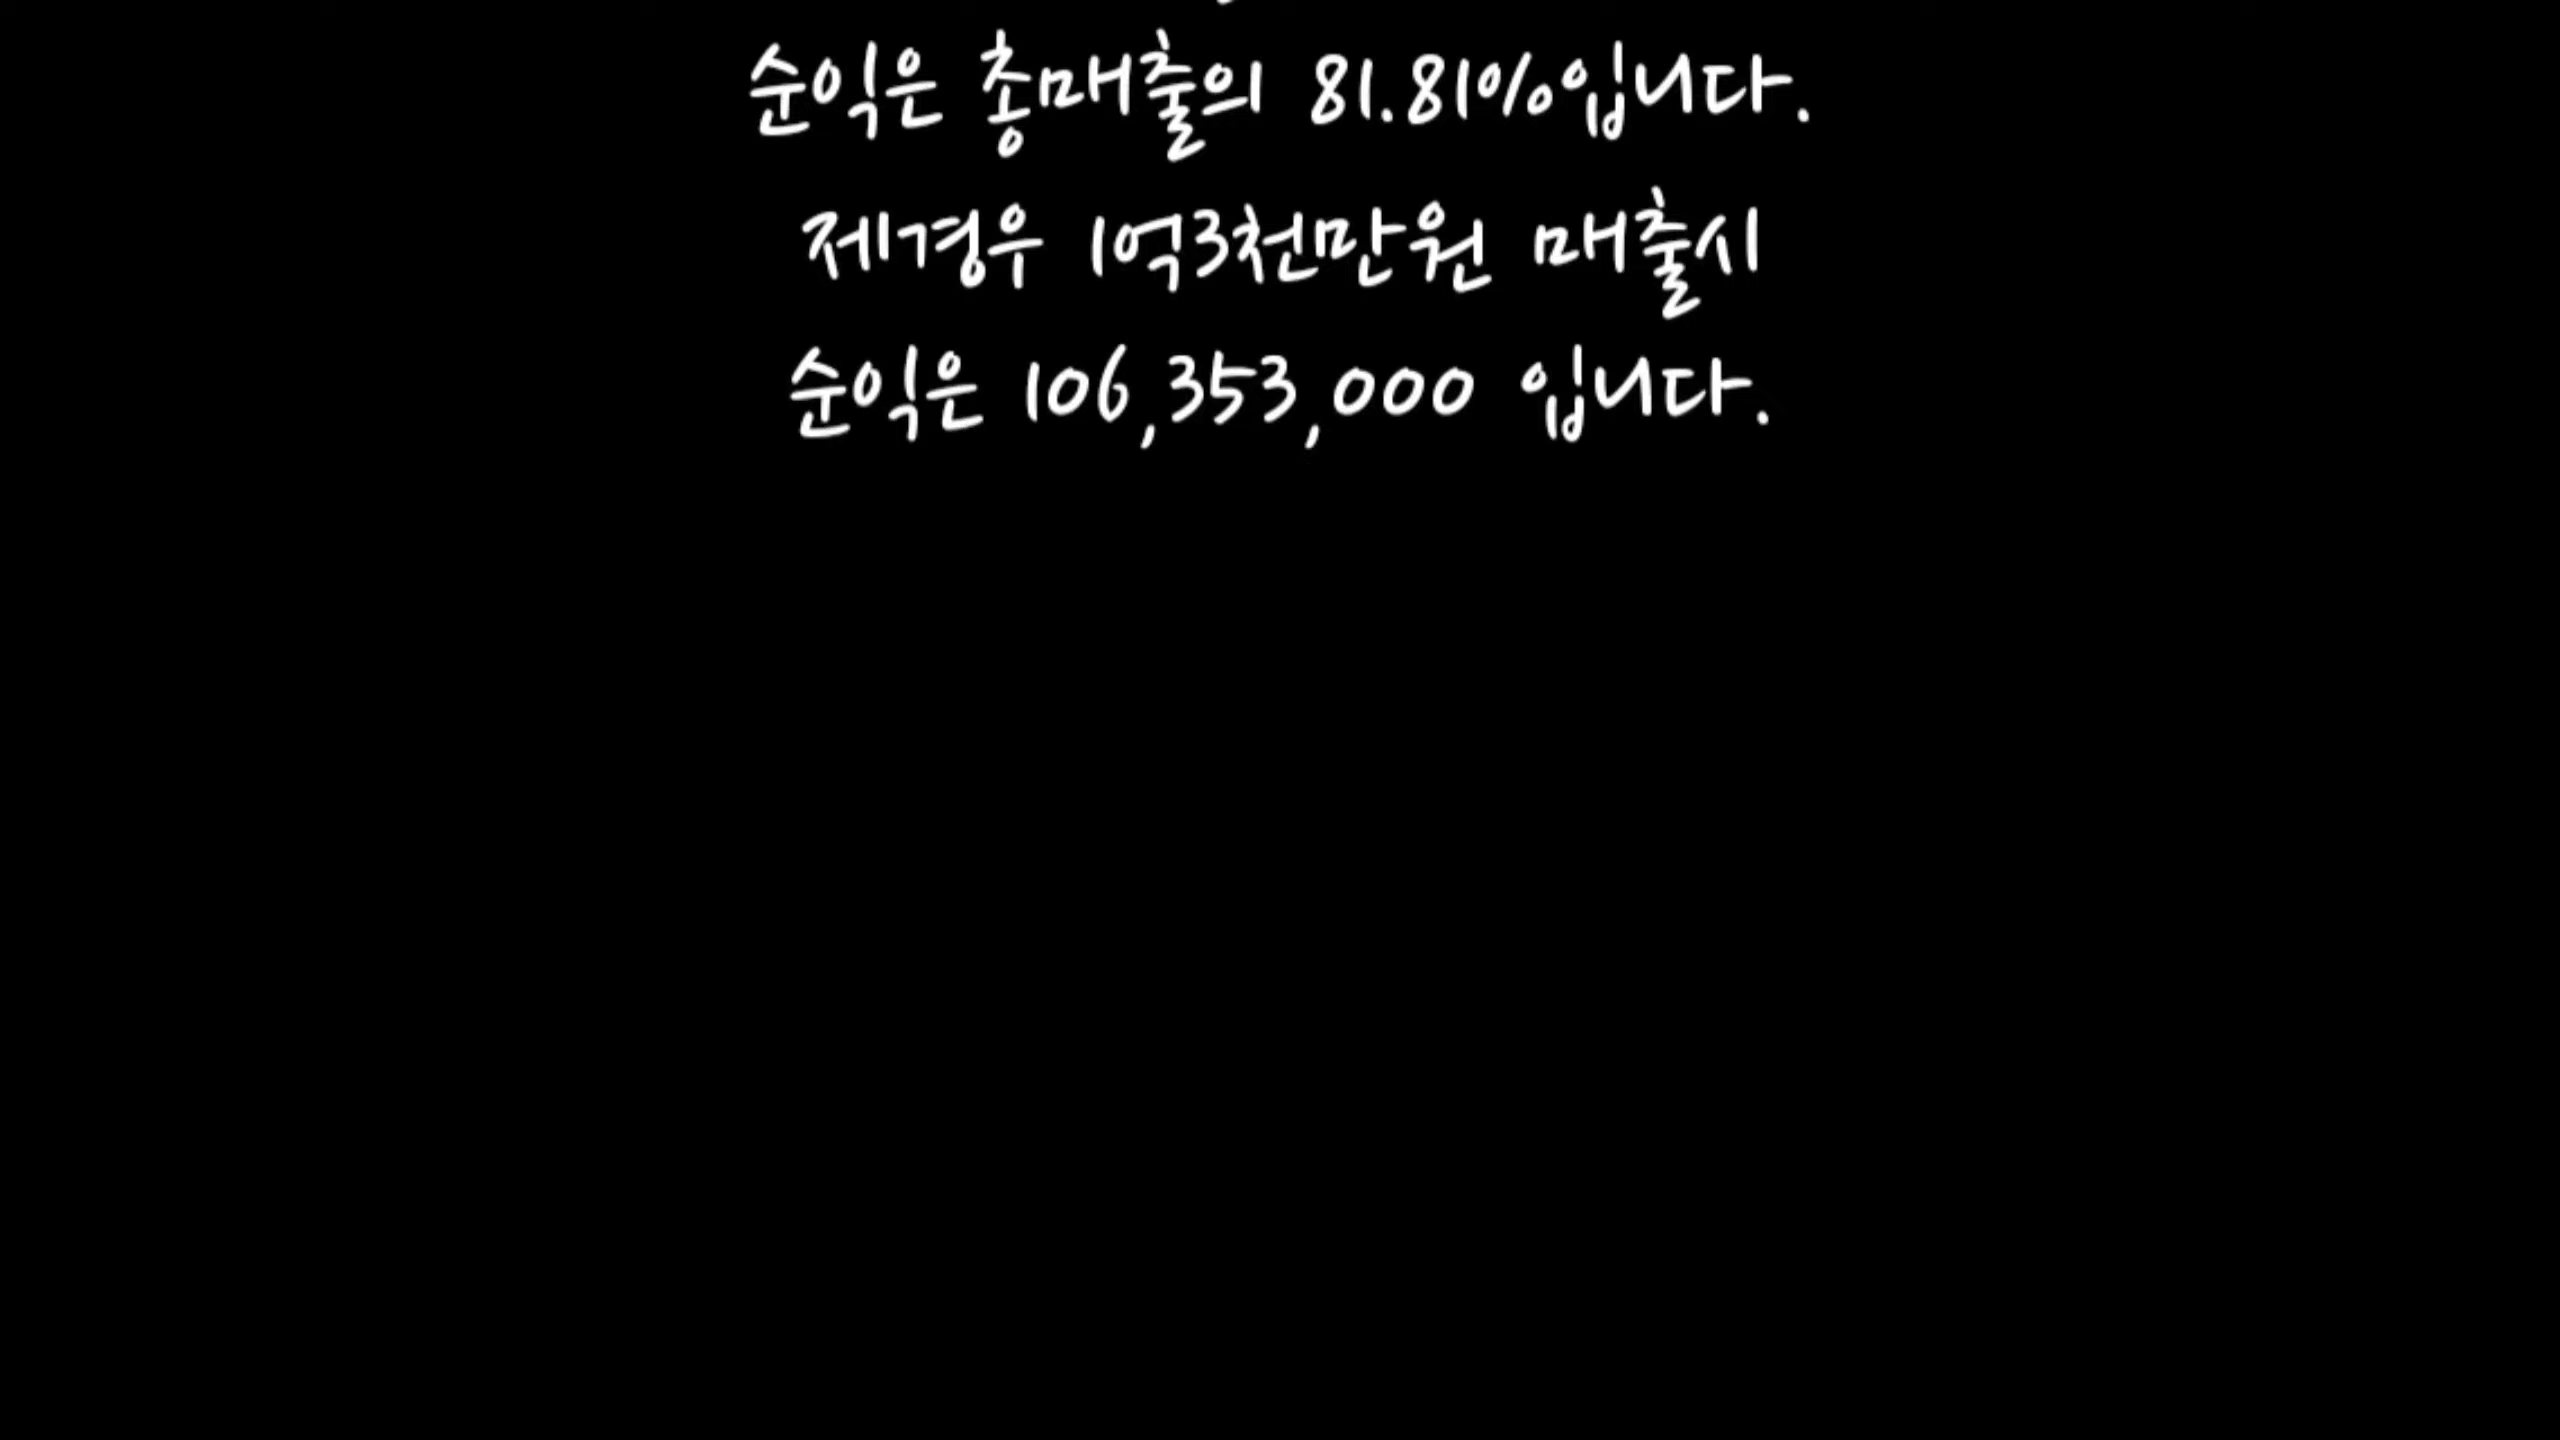 순익은 총매출의 81.81%입니다.
제경우 1억3천만원 매출시
순익은 106,353,000 입니다.